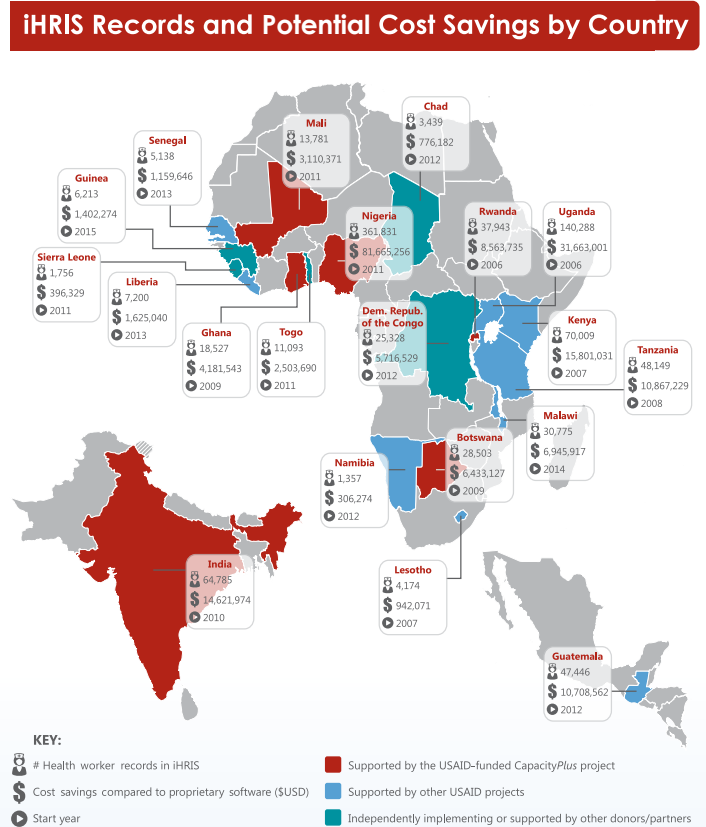 iHRIS Records and Potential Cost Savings by Country
Chad
3,439
776,182
2012
Mali
13,781
3,110,371
2011
Senegal
5,138
1,159,646
2013
Guinea
6,213
1,402,274
2015
Nigeria
361,831
81,665,256
2011
Rwanda
37,943
8,563,735
2006
Uganda
140,288
31,663,001
2006
Sierra Leone
1,756
396,329
2011
Liberia
7,200
1,625,040
2013
Ghana
18,527
4,181,543
2009
Togo
11,093
2,503,690
2011
Dem. Repub.
of the Congo
25,328
5,716,529
2012
Kenya
70,009
15,801,031
2007
Tanzania
48,149
10,867,229
2008
Malawi
30,775
6,945,917
2014
Botswana
28,503
6,433,127
2009
Namibia
1,357
306,274
2012
Lesotho
4,174
942,071
2007
India
64,785
14,621,974
2010
Guatemala
47,446
10,708,562
2012
KEY:
# Health worker records in iHRIS
Cost savings compared to proprietary software ($USD)
Start year
Supported by the USAID-funded CapacityPlus project
Supported by other USAID projects
Independently implementing or supported by other donors/partners